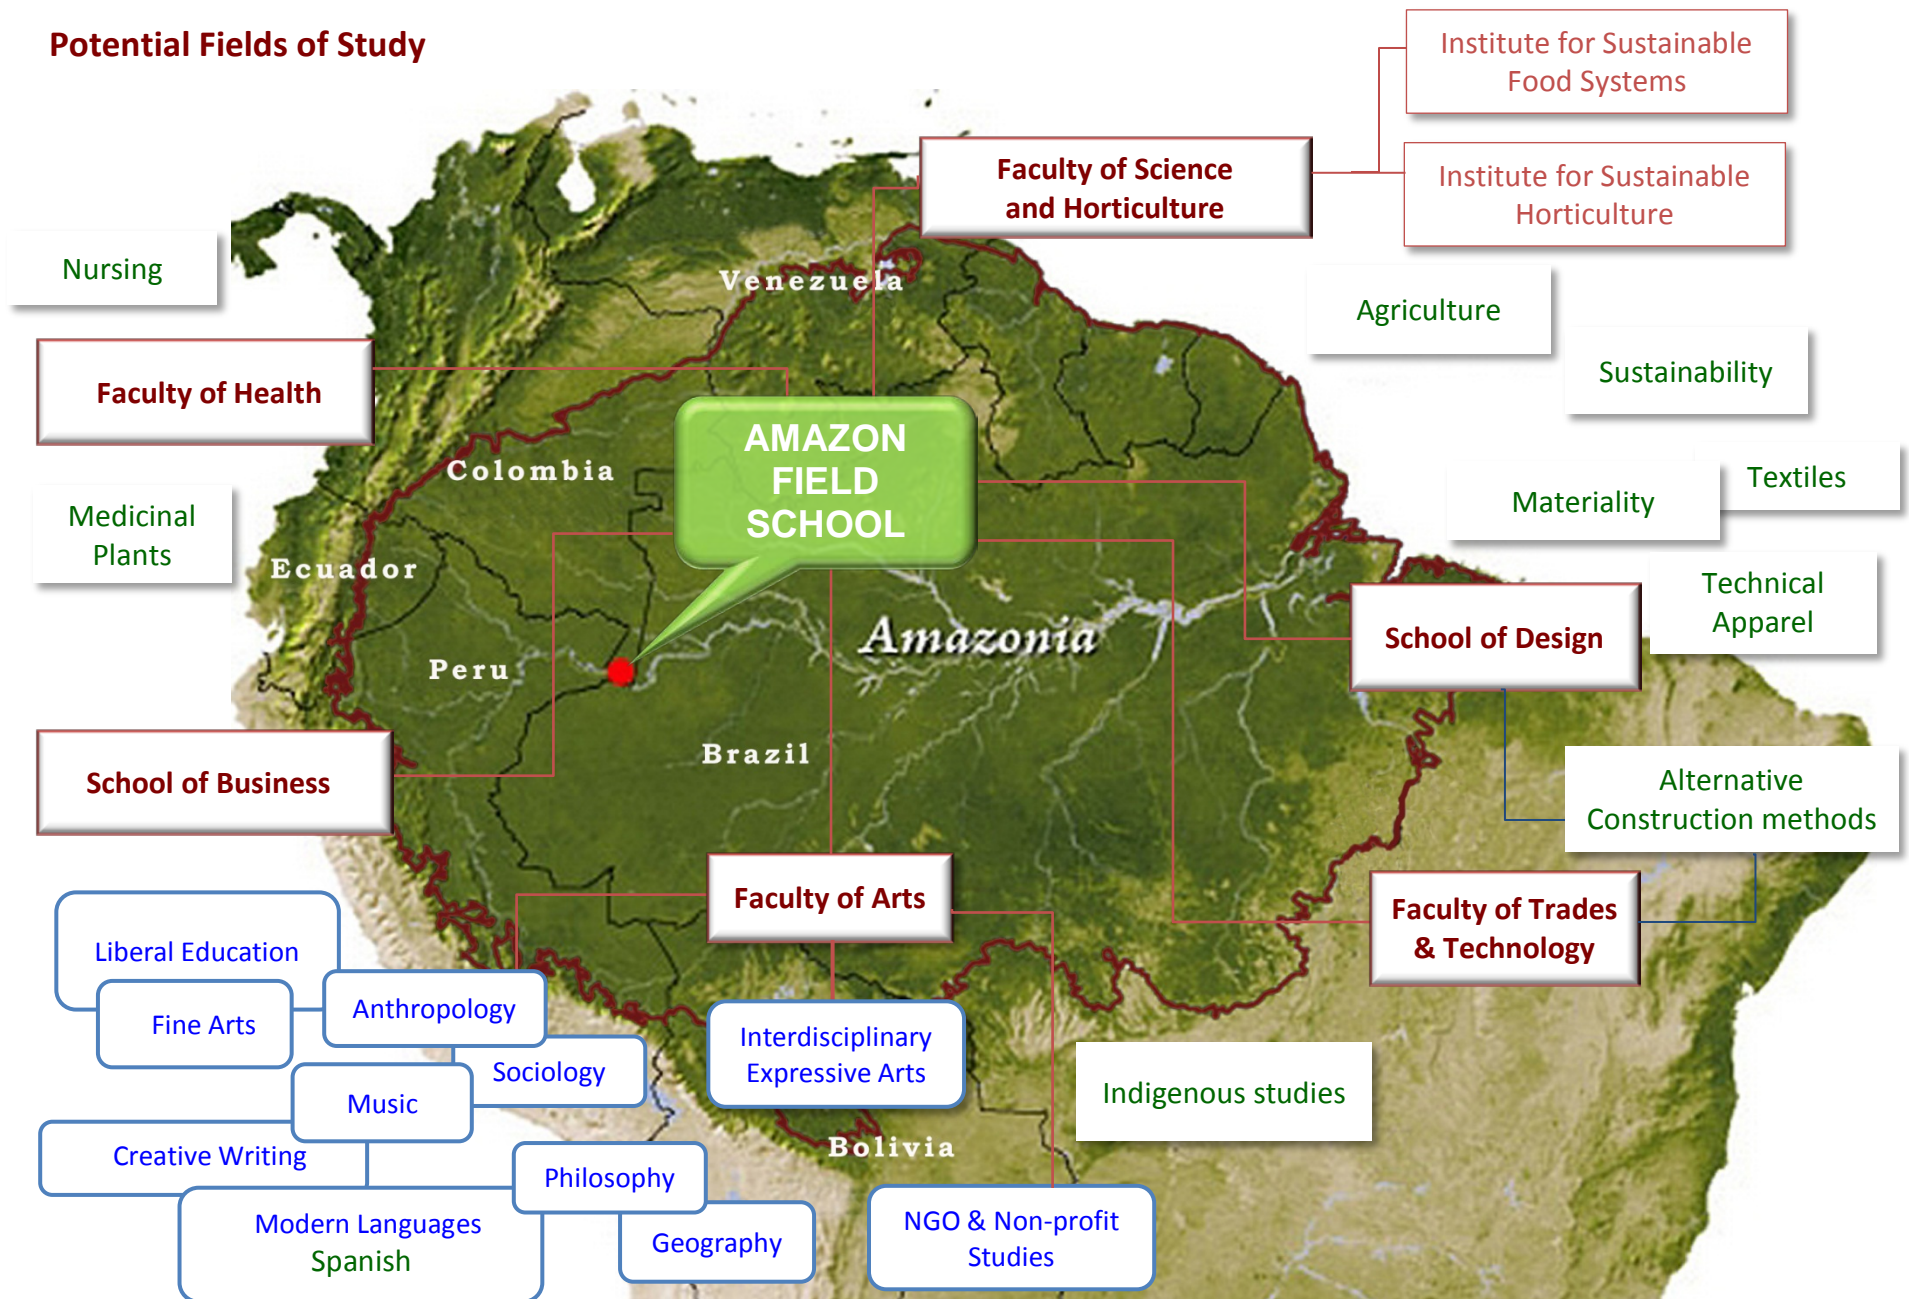 Potential Fields of Study
Institute for Sustainable
Food Systems
Faculty of Science
and Horticulture
Institute for Sustainable
Horticulture
Nursing
Venezuela
Agriculture
Faculty of Health
Sustainability
AMAZON
FIELD
SCHOOL
Colombia
Textiles
Materiality
Medicinal
Plants
Ecuador
Technical
Apparel
Amazonia
School of Design
Peru
Brazil
School of Business
Alternative
Construction methods
Faculty of Arts
Faculty of Trades
& Technology
Liberal Education
Anthropology
Fine Arts
Interdisciplinary
Expressive Arts
Sociology
Music
Indigenous studies
Bolivia
Creative Writing
Philosophy
Modern Languages
Spanish
Geography
NGO & Non-profit
Studies